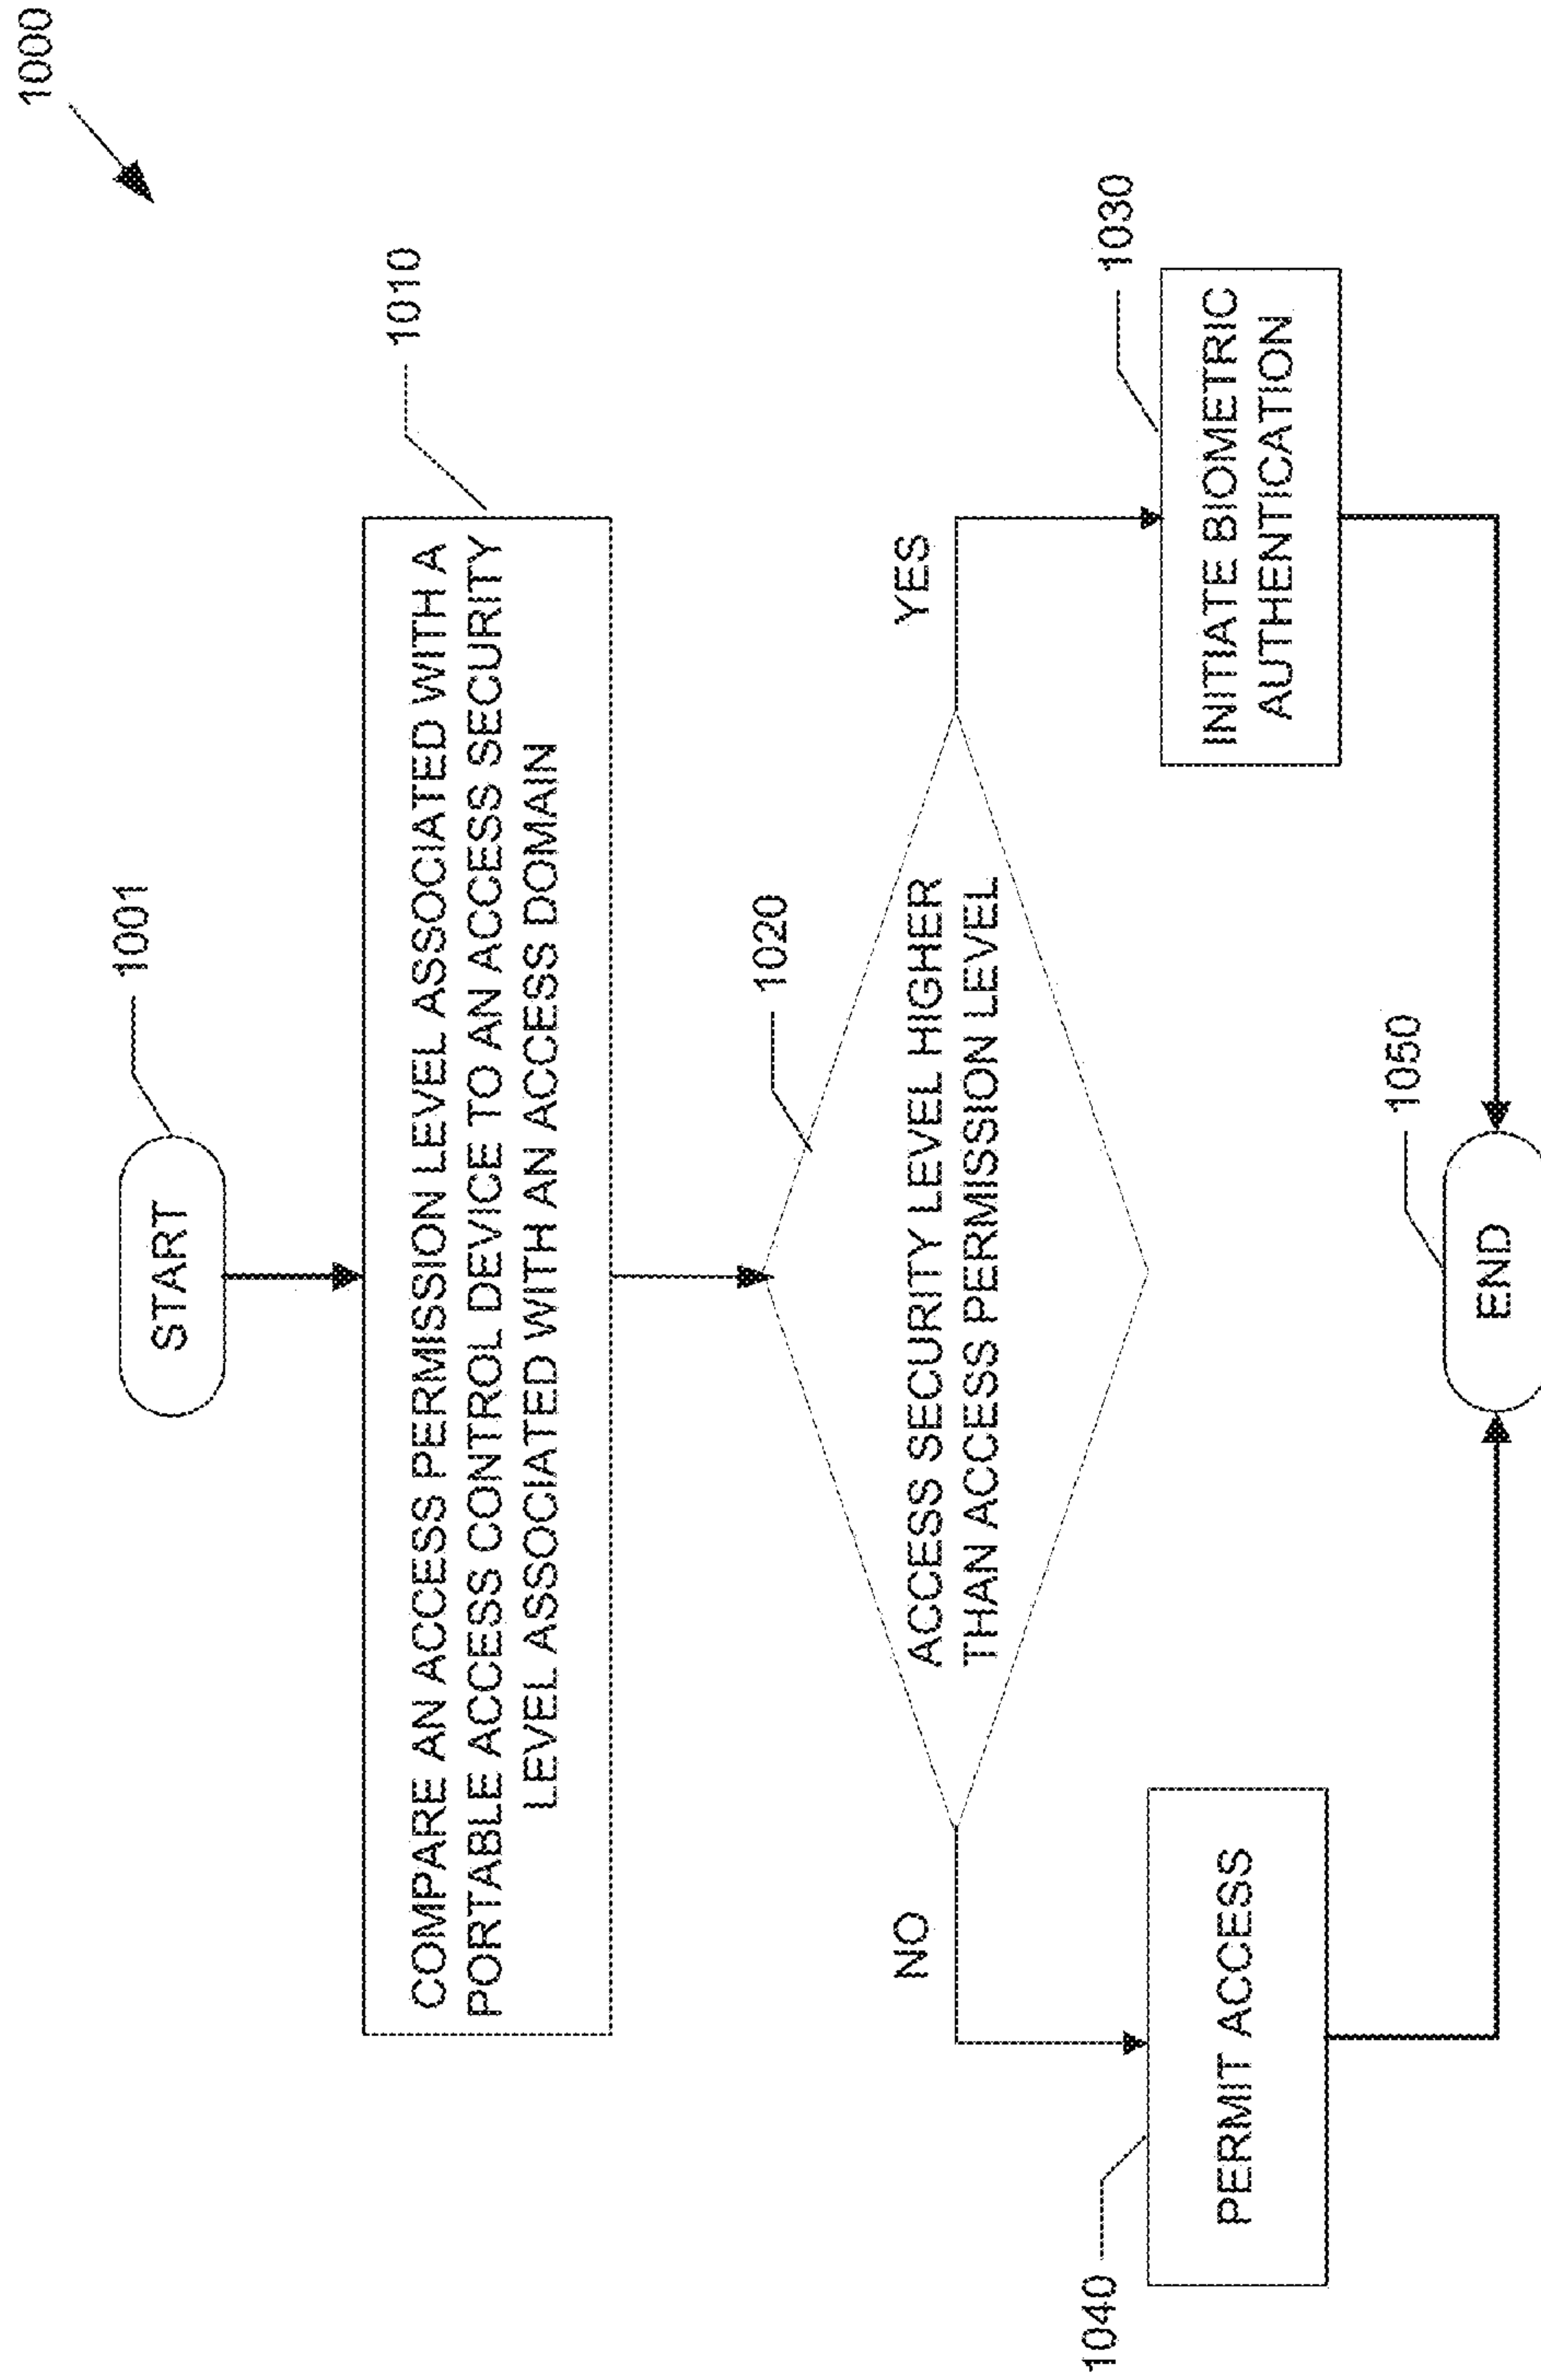 1000
1001
START
1010
COMPARE AN ACCESS PERMISSION LEVEL ASSOCIATED WITH A
PORTABLE ACCESS CONTROL DEVICE TO AN ACCESS SECURITY
LEVEL ASSOCIATED WITH AN ACCESS DOMAIN
1020
ACCESS SECURITY LEVEL HIGHER
THAN ACCESS PERMISSION LEVEL
NO
YES
1040
PERMIT ACCESS
1030
INITIATE BIOMETRIC
AUTHENTICATION
1050
END